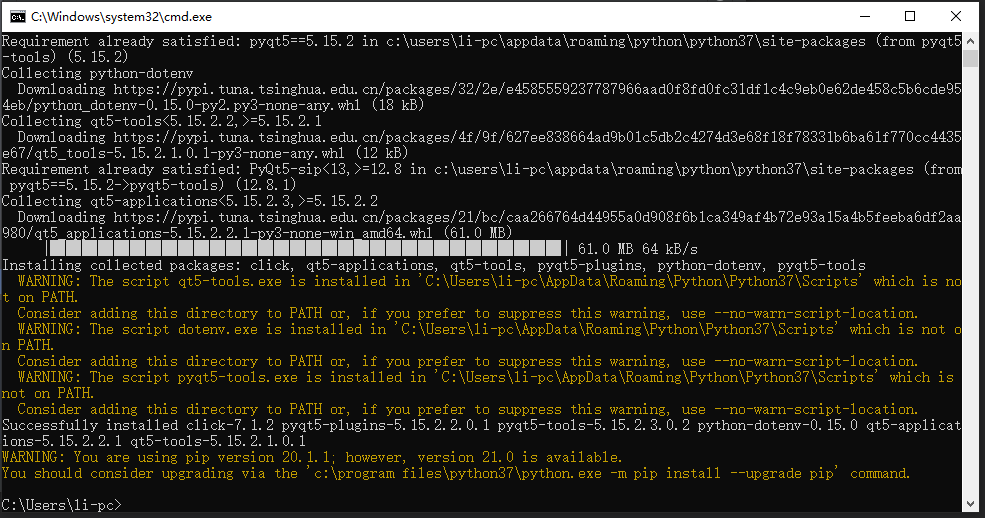 C:\Windows\system32\cmd.exe
Requirement already satisfied: pyqt5==5.15.2 in c:\users\li-pc\appdata\roaming\python\python37\site-packages (from pyqt5
-tools) (5.15.2)
Collecting python-dotenv
  Downloading https://pypi.tuna.tsinghua.edu.cn/packages/32/2e/e4585559237787966aad0f8fd0fc31df1c4c9eb0e62de458c5b6cde95
4eb/python_dotenv-0.15.0-py2.py3-none-any.whl (18 kB)
Collecting qt5-tools<5.15.2.2,>=5.15.2.1
  Downloading https://pypi.tuna.tsinghua.edu.cn/packages/4f/9f/627ee838664ad9b01c5db2c4274d3e68f18f78331b6ba61f770cc4435
e67/qt5_tools-5.15.2.1.0.1-py3-none-any.whl (12 kB)
Requirement already satisfied: PyQt5-sip<13,>=12.8 in c:\users\li-pc\appdata\roaming\python\python37\site-packages (from
 pyqt5==5.15.2->pyqt5-tools) (12.8.1)
Collecting qt5-applications<5.15.2.3,>=5.15.2.2
  Downloading https://pypi.tuna.tsinghua.edu.cn/packages/21/bc/caa266764d44955a0d908f6b1ca349af4b72e93a15a4b5feeba6df2aa
980/qt5_applications-5.15.2.2.1-py3-none-win_amd64.whl (61.0 MB)
61.0 MB 64 kB/s
Installing collected packages: click, qt5-applications, qt5-tools, pyqt5-plugins, python-dotenv, pyqt5-tools
  WARNING: The script qt5-tools.exe is installed in 'C:\Users\li-pc\AppData\Roaming\Python\Python37\Scripts' which is no
t on PATH.
  Consider adding this directory to PATH or, if you prefer to suppress this warning, use --no-warn-script-location.
  WARNING: The script dotenv.exe is installed in 'C:\Users\li-pc\AppData\Roaming\Python\Python37\Scripts' which is not o
n PATH.
  Consider adding this directory to PATH or, if you prefer to suppress this warning, use --no-warn-script-location.
  WARNING: The script pyqt5-tools.exe is installed in 'C:\Users\li-pc\AppData\Roaming\Python\Python37\Scripts' which is
not on PATH.
  Consider adding this directory to PATH or, if you prefer to suppress this warning, use --no-warn-script-location.
Successfully installed click-7.1.2 pyqt5-plugins-5.15.2.2.0.1 pyqt5-tools-5.15.2.3.0.2 python-dotenv-0.15.0 qt5-applicat
ions-5.15.2.2.1 qt5-tools-5.15.2.1.0.1
WARNING: You are using pip version 20.1.1; however, version 21.0 is available.
You should consider upgrading via the 'c:\program files\python37\python.exe -m pip install --upgrade pip' command.
C:\Users\li-pc>